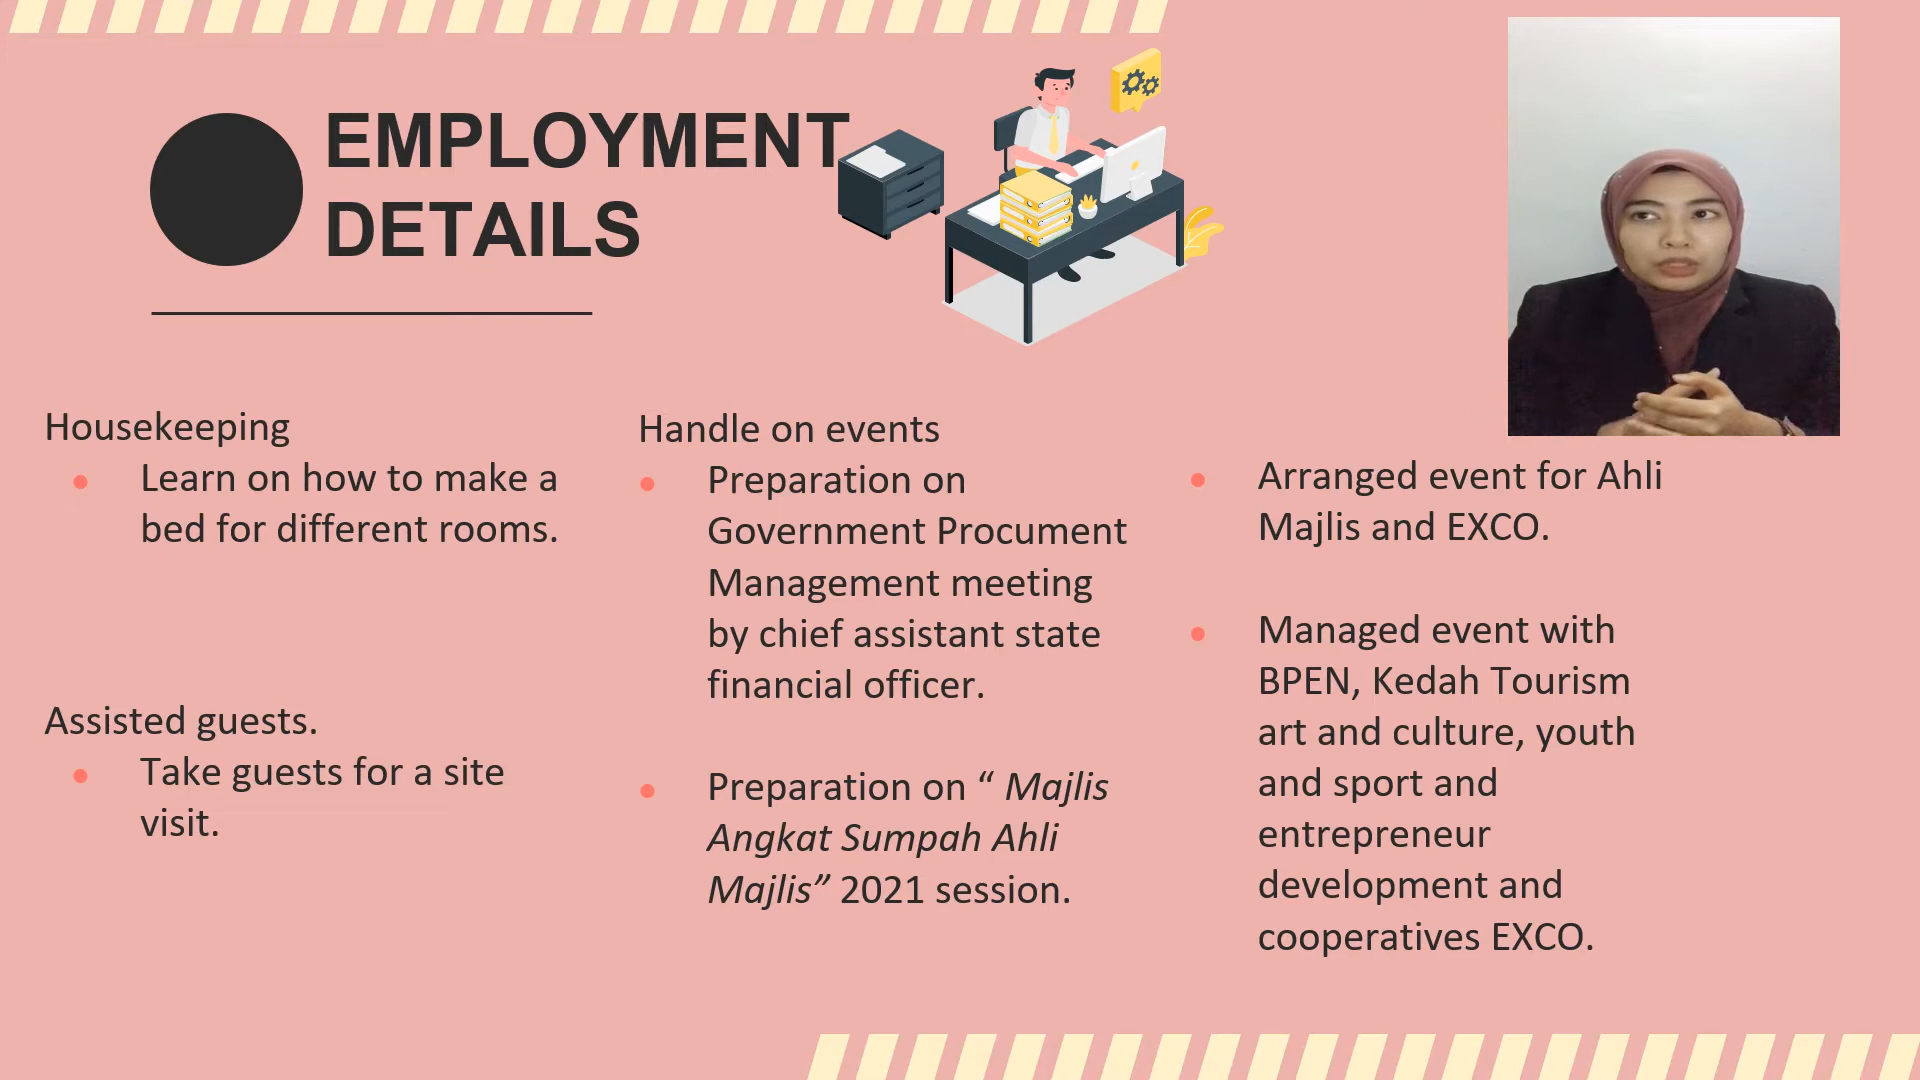 EMPLOYMENT
DETAILS
Housekeeping
Learn on how to make a
bed for different rooms.
Assisted guests.
Take guests for a site
visit.
Handle on events
Preparation on
Government Procument
Management meeting
by chief assistant state
financial officer.
Preparation on “ Majlis
Angkat Sumpah Ahli
Majlis” 2021 session.
Arranged event for Ahli
Majlis and EXCO.
Managed event with
BPEN, Kedah Tourism
art and culture, youth
and sport and
entrepreneur
development and
cooperatives EXCO.